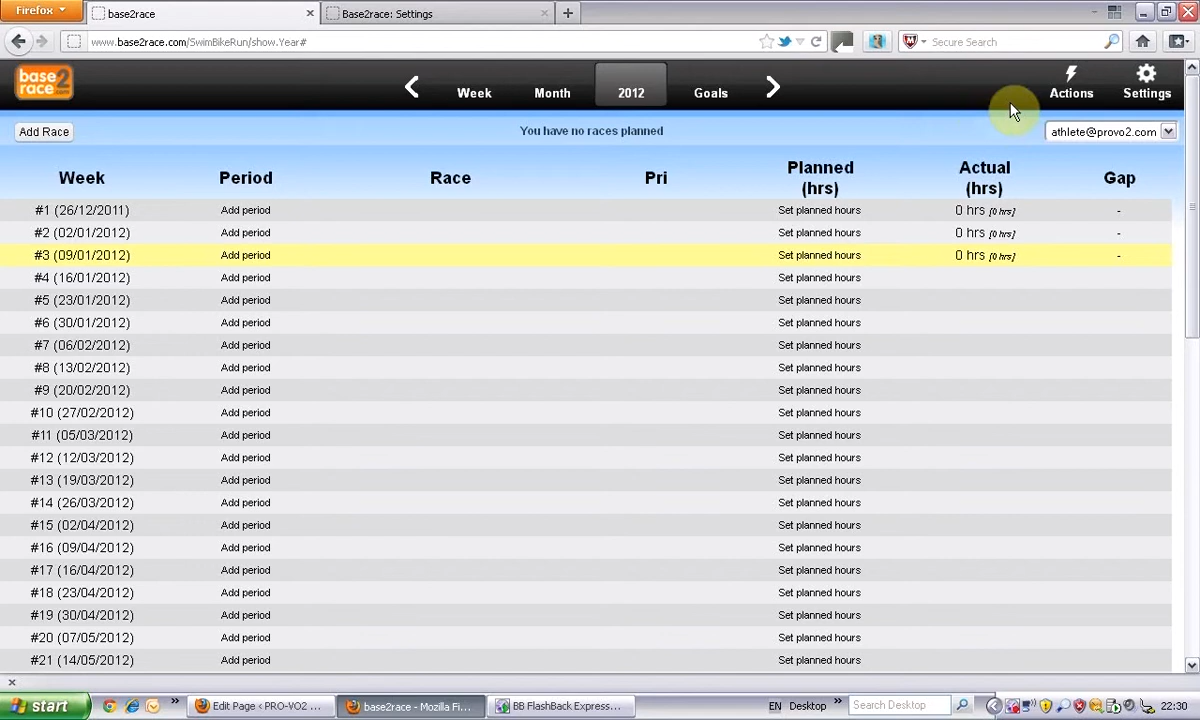 Firefox
base2race
Base2race: Settings
www.base2race.com/SwimBikeRun/show.Year#
Secure Search
base2
race.com
Week
Month
2012
Goals
Actions
Settings
Add Race
You have no races planned
athlete@provo2.com
Week
Period
Race
Pri
Planned
(hrs)
Actual
(hrs)
Gap
#1 (26/12/2011) Add period Set planned hours 0 hrs [0 hrs] -
#2 (02/01/2012) Add period Set planned hours 0 hrs [0 hrs] -
#3 (09/01/2012) Add period Set planned hours 0 hrs [0 hrs] -
#4 (16/01/2012) Add period Set planned hours
#5 (23/01/2012) Add period Set planned hours
#6 (30/01/2012) Add period Set planned hours
#7 (06/02/2012) Add period Set planned hours
#8 (13/02/2012) Add period Set planned hours
#9 (20/02/2012) Add period Set planned hours
#10 (27/02/2012) Add period Set planned hours
#11 (05/03/2012) Add period Set planned hours
#12 (12/03/2012) Add period Set planned hours
#13 (19/03/2012) Add period Set planned hours
#14 (26/03/2012) Add period Set planned hours
#15 (02/04/2012) Add period Set planned hours
#16 (09/04/2012) Add period Set planned hours
#17 (16/04/2012) Add period Set planned hours
#18 (23/04/2012) Add period Set planned hours
#19 (30/04/2012) Add period Set planned hours
#20 (07/05/2012) Add period Set planned hours
#21 (14/05/2012) Add period Set planned hours
start
Edit Page < PRO-VO2 ...
base2race - Mozilla Fi...
BB FlashBack Express...
EN
Desktop
Search Desktop
22:30